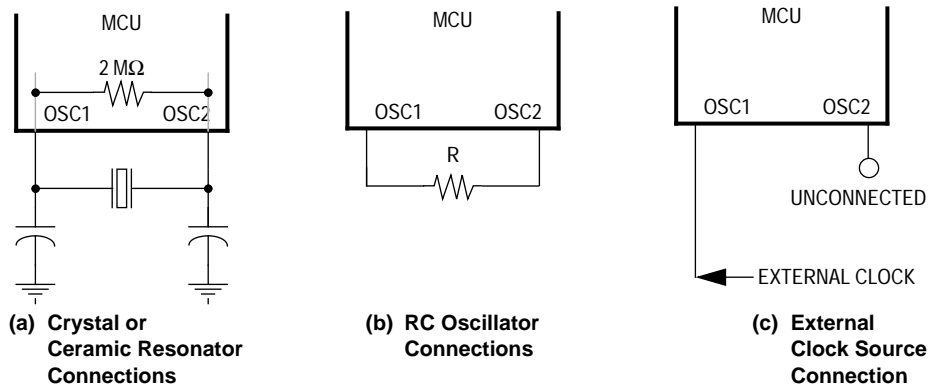 MCU
2 MΩ
OSC1 OSC2
(a) Crystal or
Ceramic Resonator
Connections
MCU
OSC1 OSC2
R
(b) RC Oscillator
Connections
MCU
OSC1 OSC2
UNCONNECTED
EXTERNAL CLOCK
(c) External
Clock Source
Connection